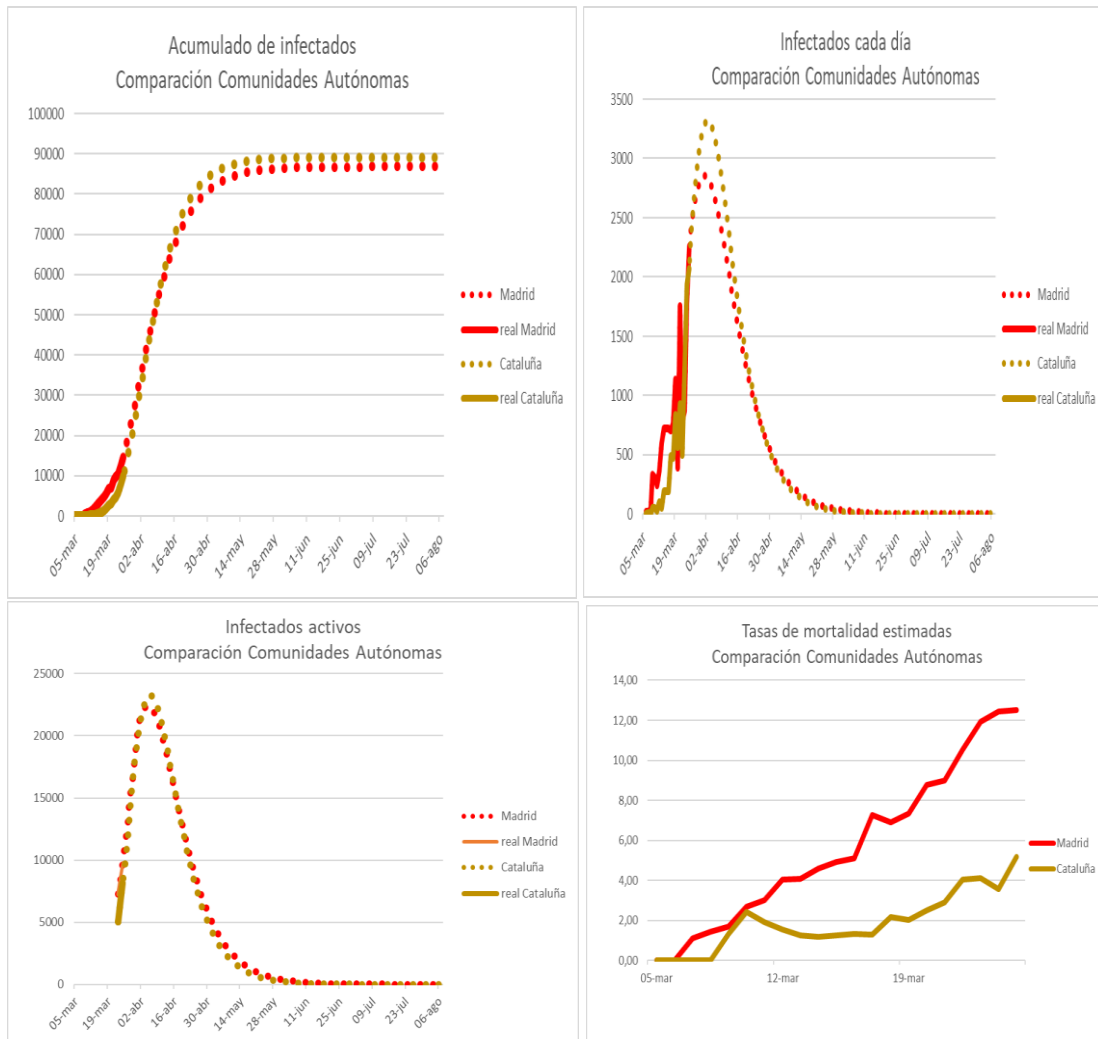 Acumulado de infectados
Comparación Comunidades Autónomas
100000
90000
80000
70000
60000
50000
40000
30000
20000
10000
0
05-mar
19-mar
02-abr
16-abr
30-abr
14-may
28-may
11-jun
25-jun
09-jul
23-jul
06-ago
Madrid
real Madrid
Cataluña
real Cataluña
Infectados cada día
Comparación Comunidades Autónomas
3500
3000
2500
2000
1500
1000
500
0
05-mar
19-mar
02-abr
16-abr
30-abr
14-may
28-may
11-jun
25-jun
09-jul
23-jul
06-ago
Madrid
real Madrid
Cataluña
real Cataluña
Infectados activos
Comparación Comunidades Autónomas
25000
20000
15000
10000
5000
0
05-mar
19-mar
02-abr
16-abr
30-abr
14-may
28-may
11-jun
25-jun
09-jul
23-jul
06-ago
Madrid
real Madrid
Cataluña
real Cataluña
Tasas de mortalidad estimadas
Comparación Comunidades Autónomas
14,00
12,00
10,00
8,00
6,00
4,00
2,00
0,00
05-mar
12-mar
19-mar
Madrid
Cataluña